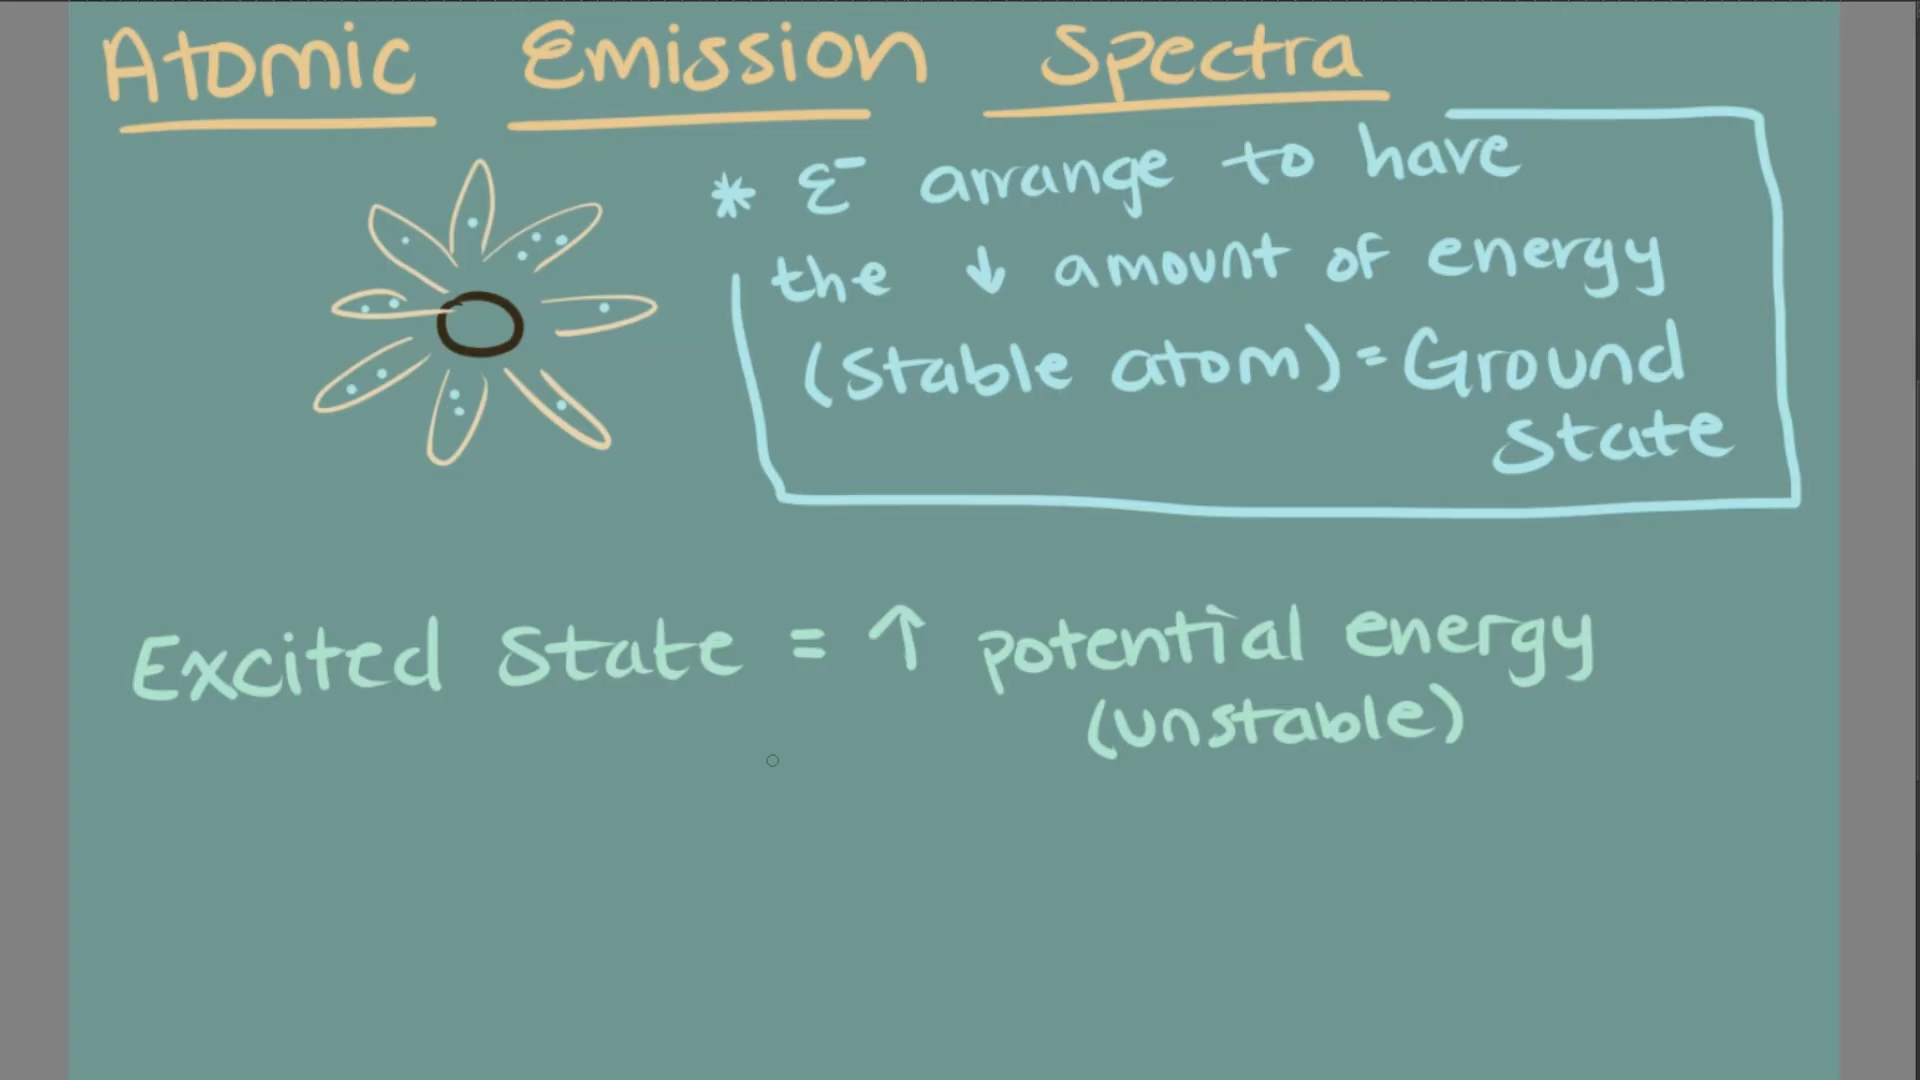 Atomic Emission Spectra
* ε⁻ arrange to have
the ↓ amount of energy
(stable atom) = Ground
state
Excited State = ↑ potential energy
(unstable)